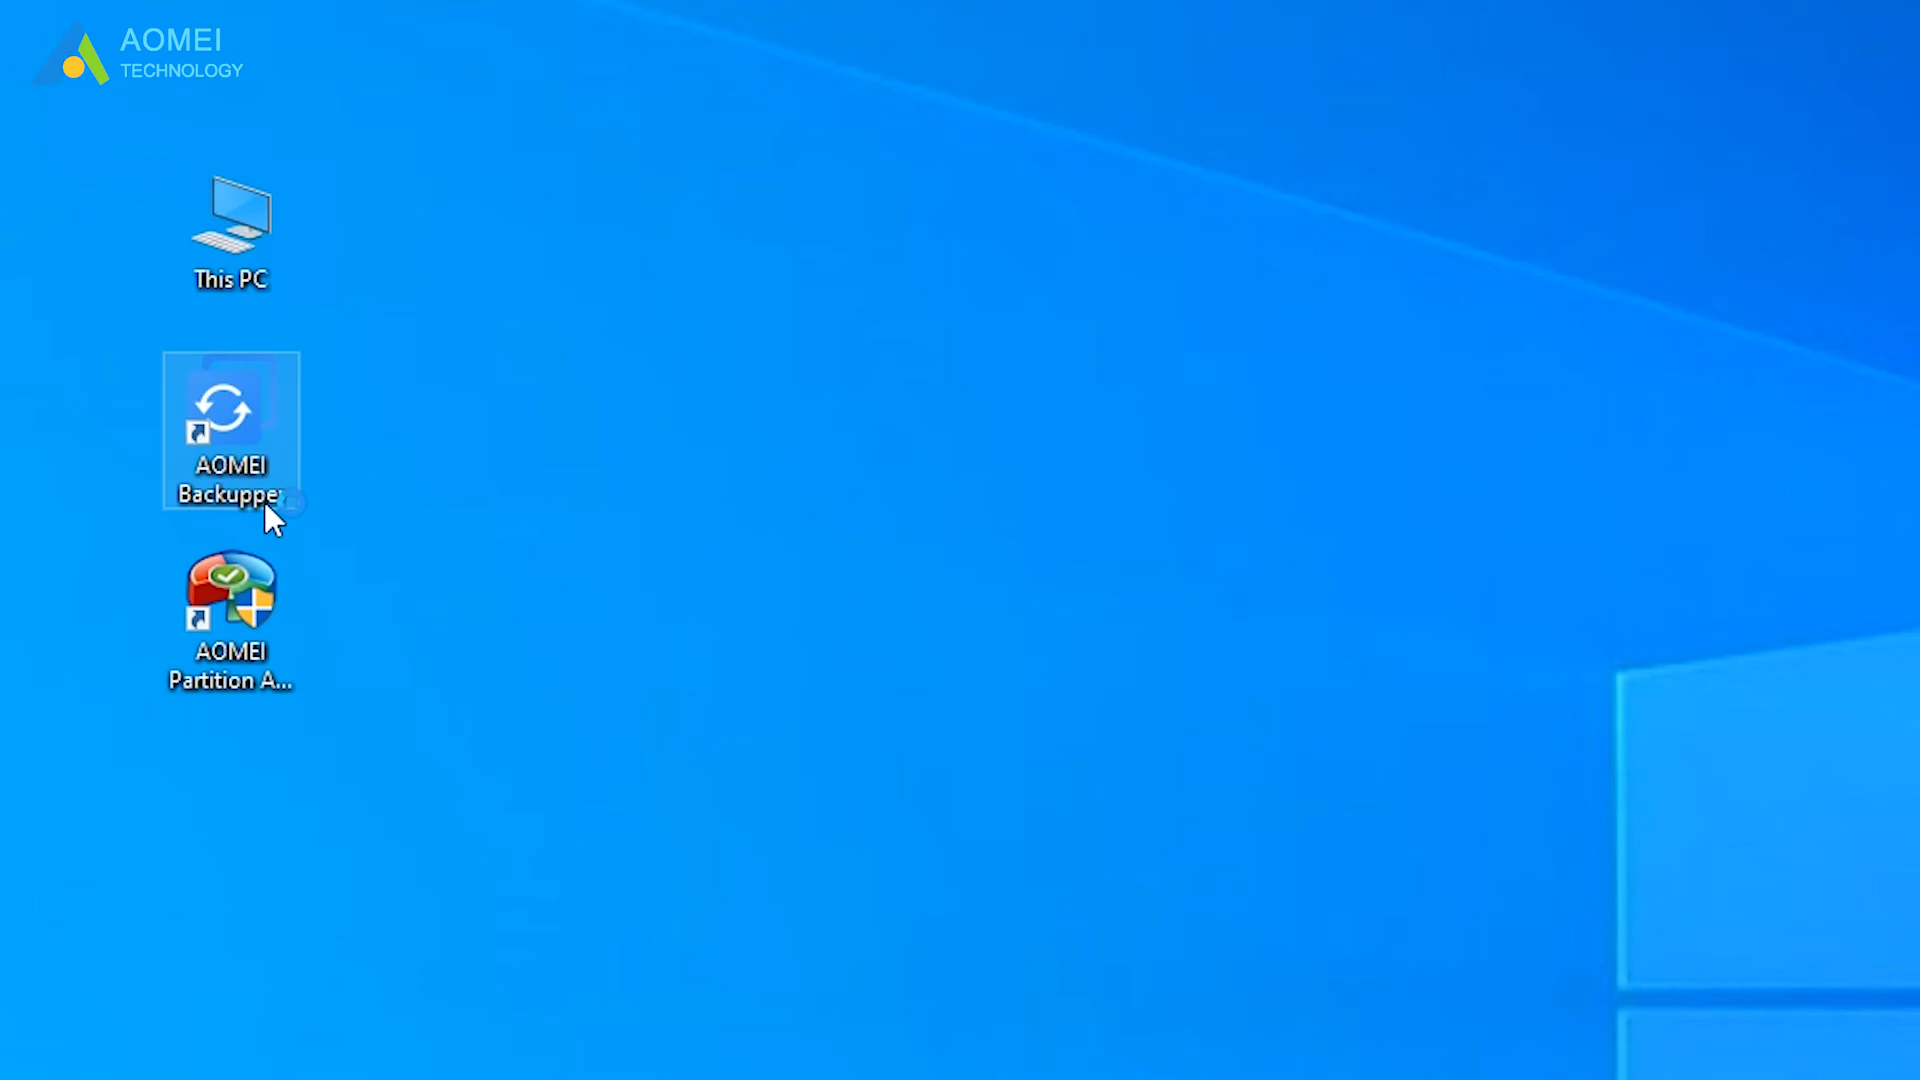 AOMEI
TECHNOLOGY
This PC
AOMEI
Backupper
AOMEI
Partition A...